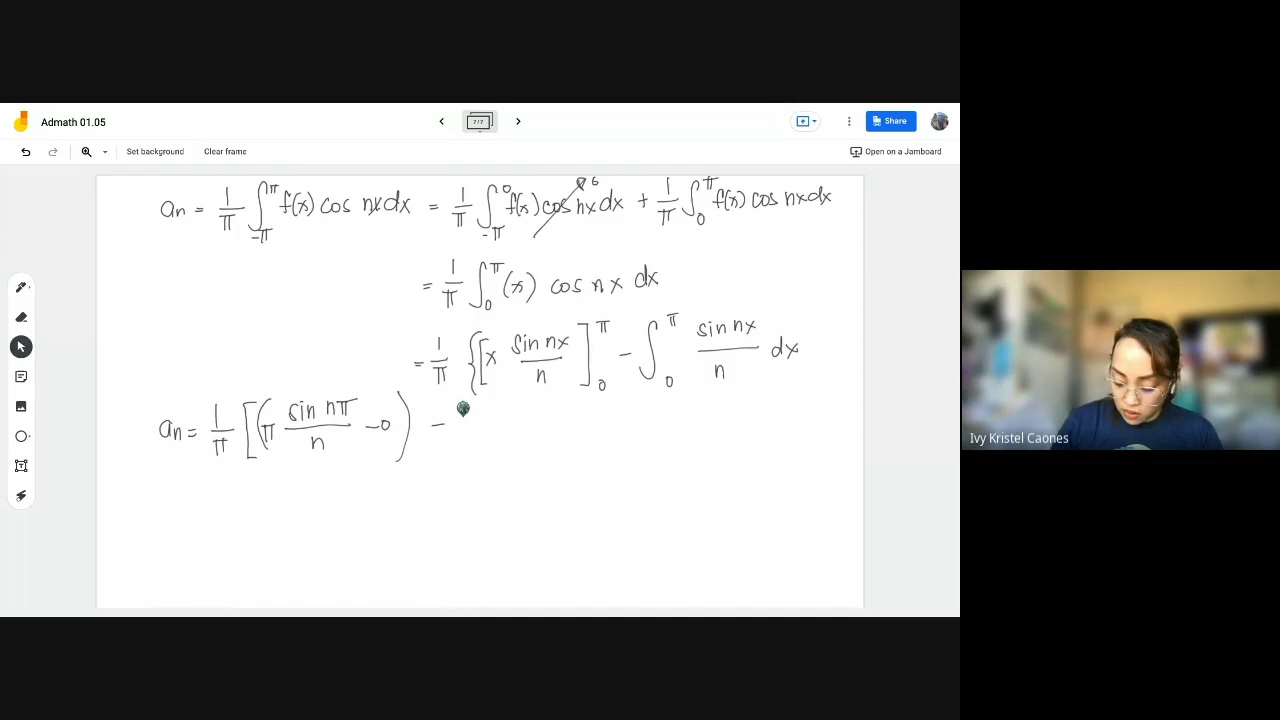 Admath 01.05
7/7
Share
Set background
Clear frame
Open on a Jamboard
an = 1/π ∫_{-π}^{π} f(x) cos nx dx = 1/π ∫_{-π}^{0} f(x) cos nx dx + 1/π ∫_{0}^{π} f(x) cos nx dx
= 1/π ∫_{0}^{π} (x) cos nx dx
= 1/π {[x sin nx / n]_{0}^{π} - ∫_{0}^{π} sin nx / n dx
an = 1/π [(π sin nπ / n - 0) -
Ivy Kristel Caones